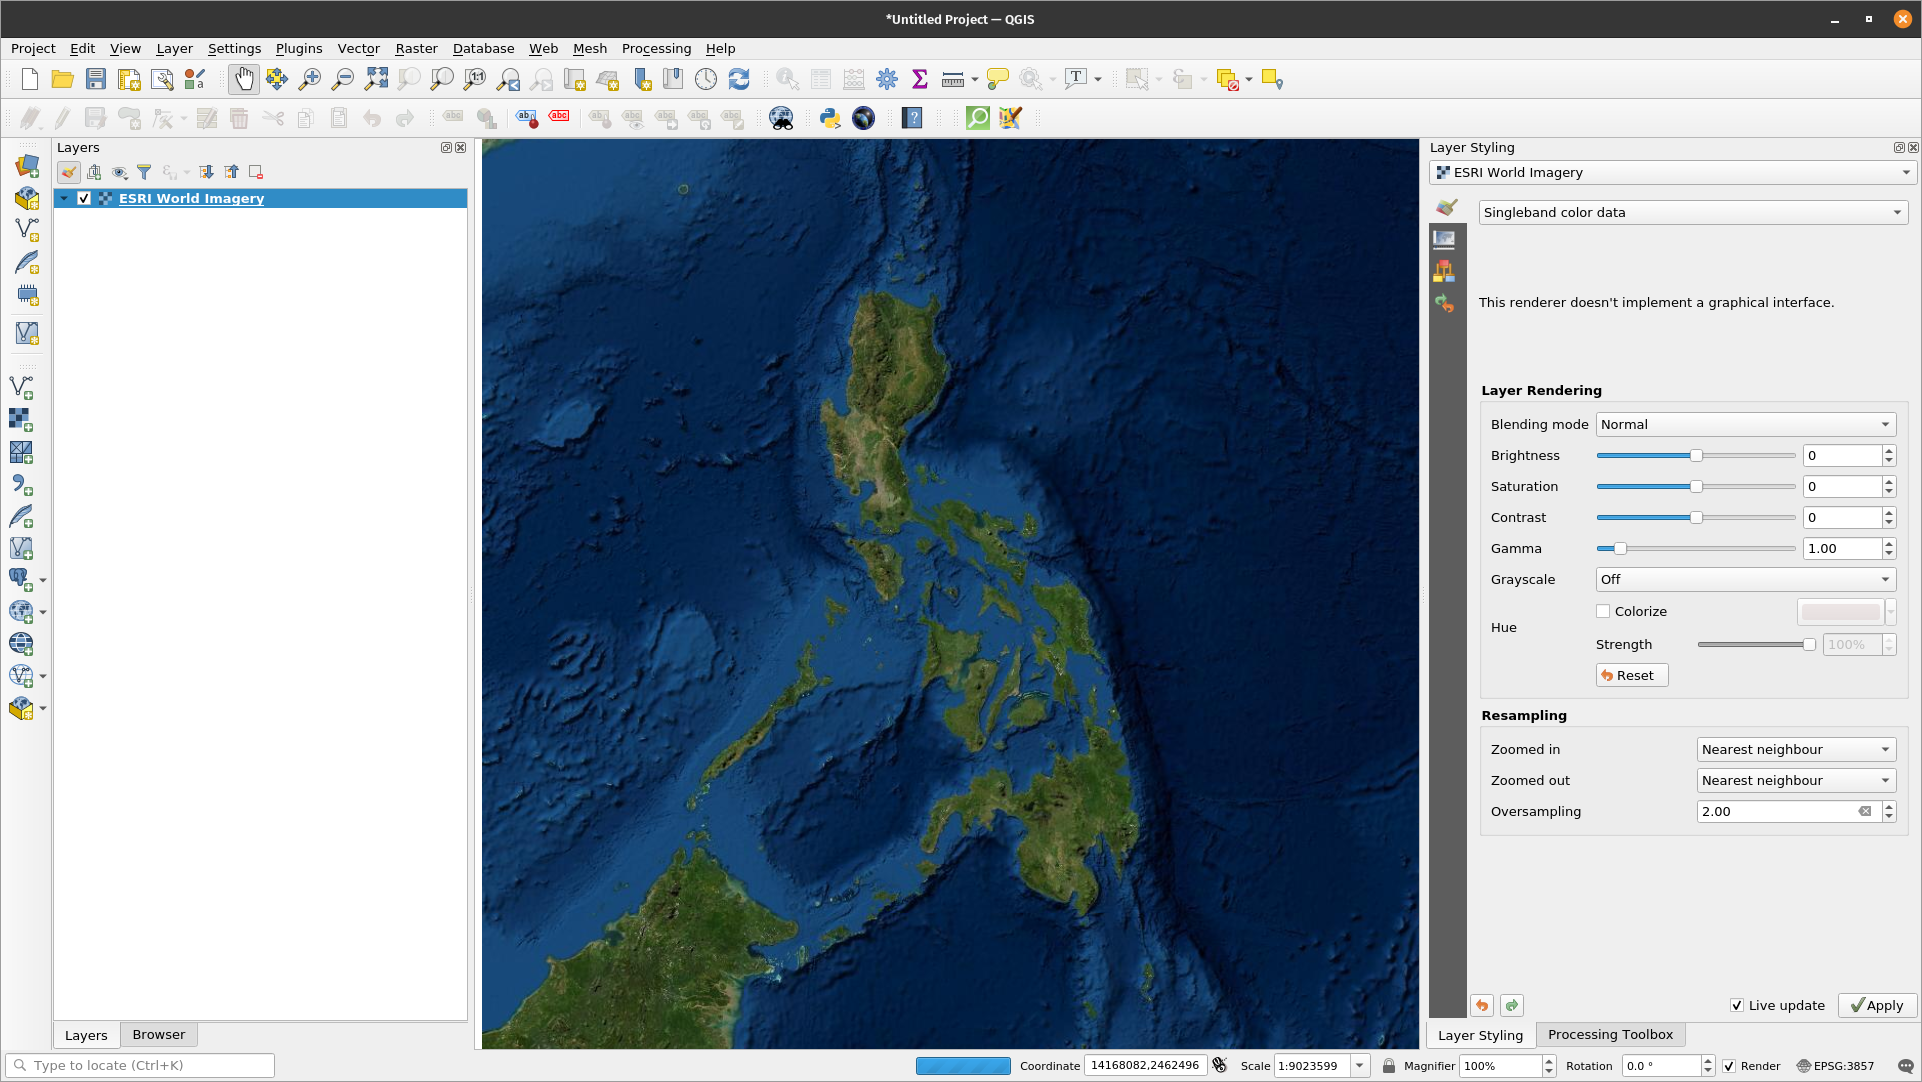 *Untitled Project — QGIS
Project Edit View Layer Settings Plugins Vector Raster Database Web Mesh Processing Help
Layers
ESRI World Imagery
Layers Browser
Type to locate (Ctrl+K)
Layer Styling
ESRI World Imagery
Singleband color data
This renderer doesn't implement a graphical interface.
Layer Rendering
Blending mode Normal
Brightness 0
Saturation 0
Contrast 0
Gamma 1.00
Grayscale Off
Colorize
Hue
Strength 100%
Reset
Resampling
Zoomed in Nearest neighbour
Zoomed out Nearest neighbour
Oversampling 2.00
Live update Apply
Layer Styling Processing Toolbox
Coordinate 14168082,2462496 Scale 1:9023599 Magnifier 100% Rotation 0.0 ° Render EPSG:3857